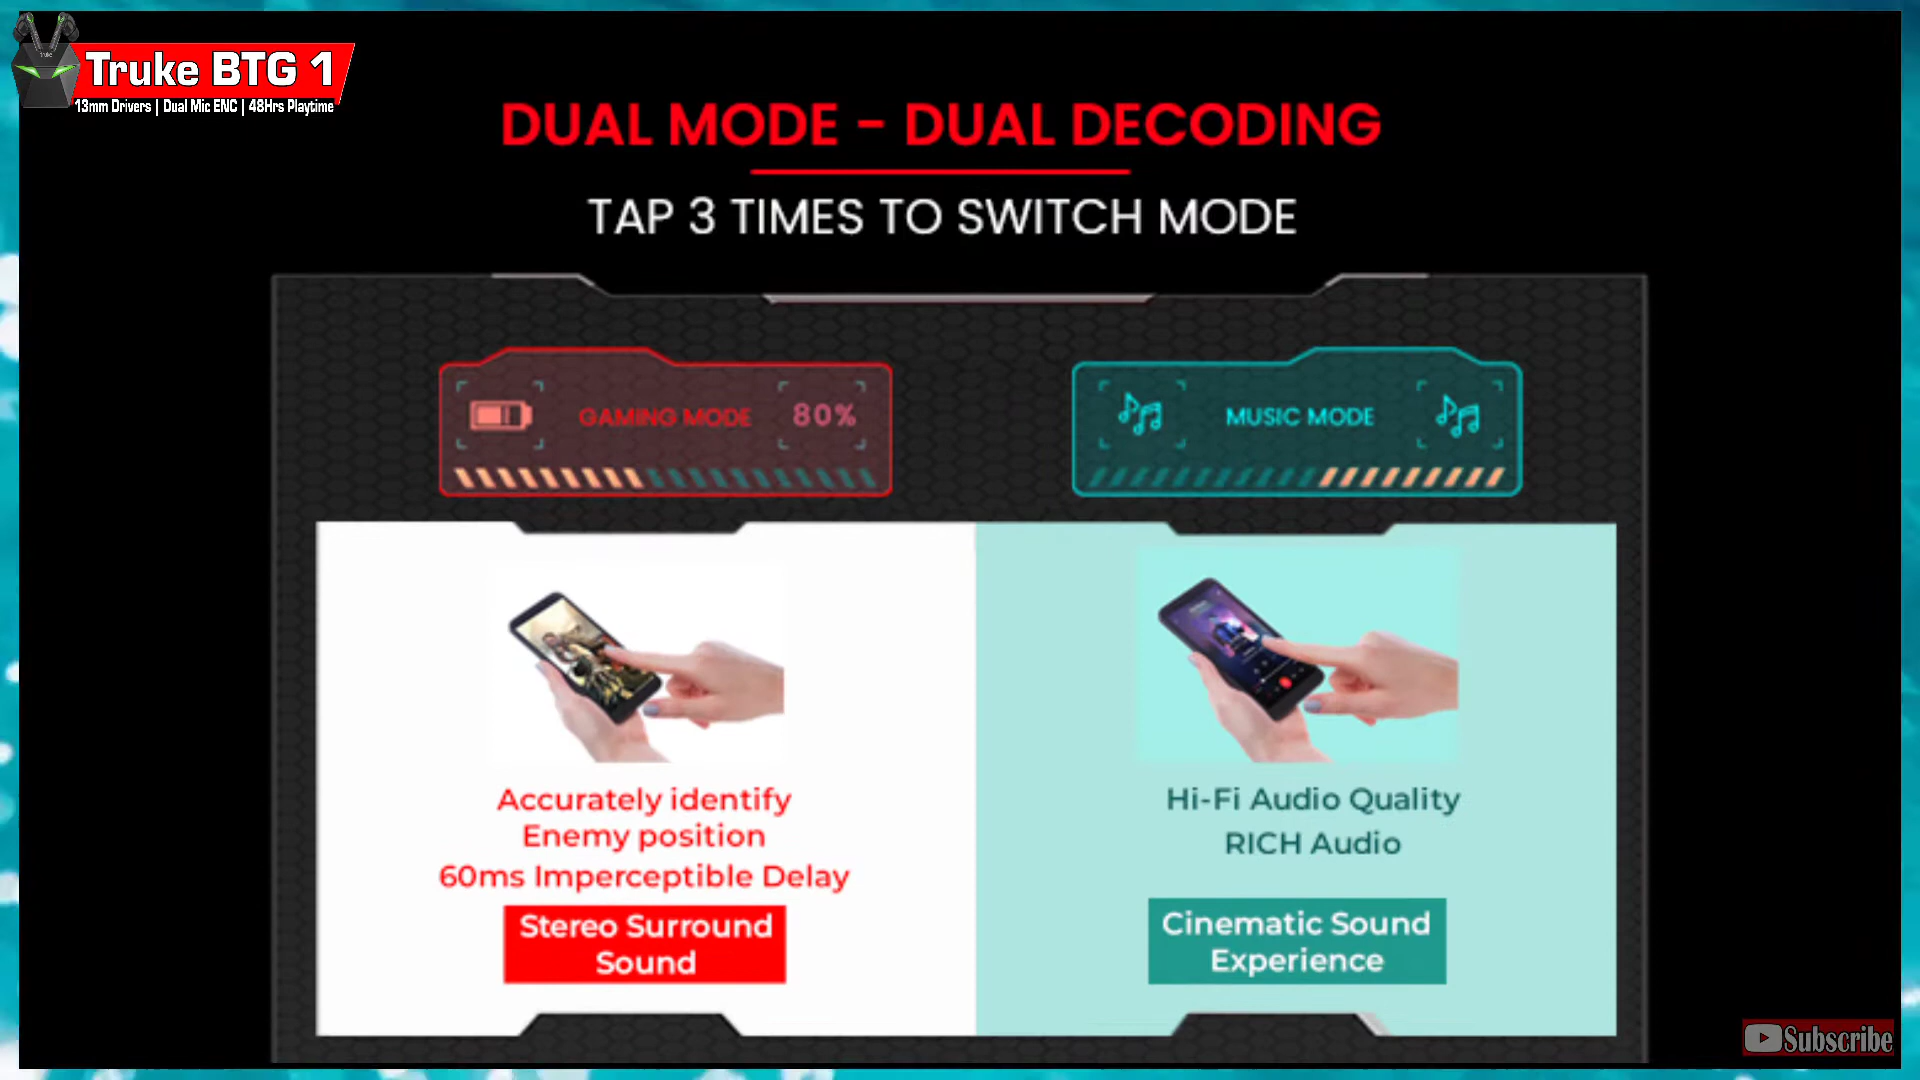 Truke BTG 1
13mm Drivers | Dual Mic ENC | 48Hrs Playtime
DUAL MODE - DUAL DECODING
TAP 3 TIMES TO SWITCH MODE
GAMING MODE 80%
MUSIC MODE
Accurately identify
Enemy position
60ms Imperceptible Delay
Stereo Surround
Sound
Hi-Fi Audio Quality
RICH Audio
Cinematic Sound
Experience
Subscribe